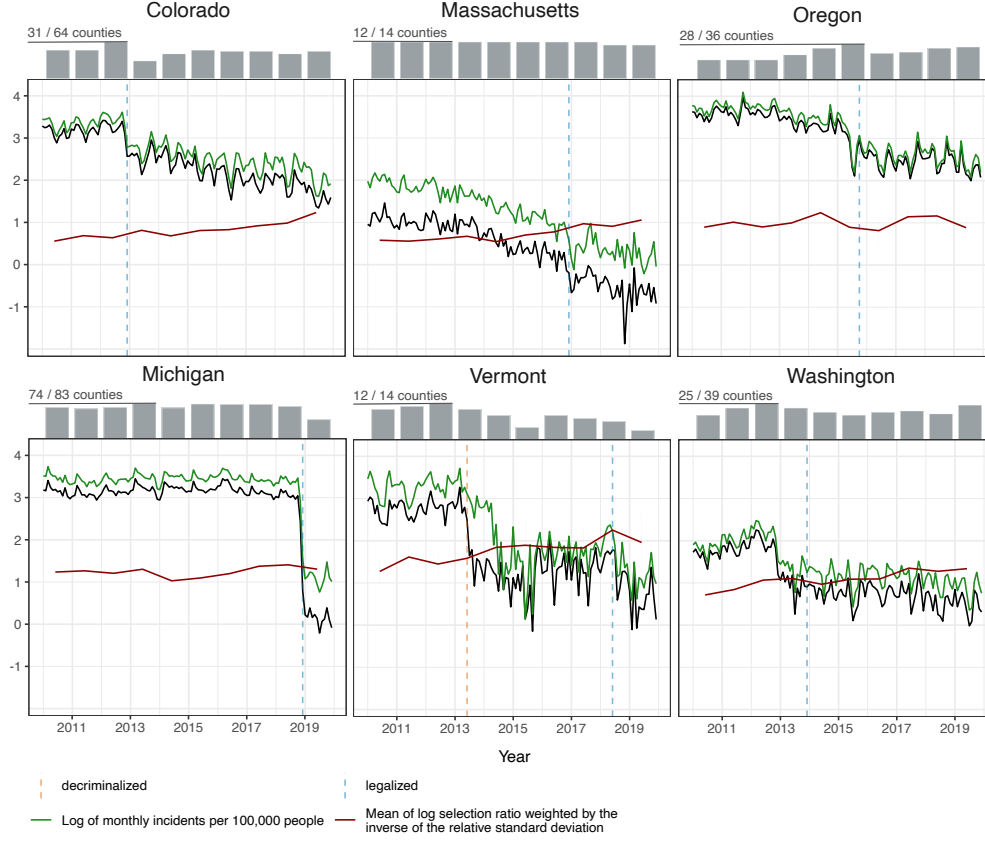 Colorado
Massachusetts
Oregon
31 / 64 counties
12 / 14 counties
28 / 36 counties
4
3
2
1
0
-1
Michigan
Vermont
Washington
74 / 83 counties
12 / 14 counties
25 / 39 counties
4
3
2
1
0
-1
2011 2013 2015 2017 2019
2011 2013 2015 2017 2019
2011 2013 2015 2017 2019
Year
decriminalized
legalized
Log of monthly incidents per 100,000 people
Mean of log selection ratio weighted by the
inverse of the relative standard deviation